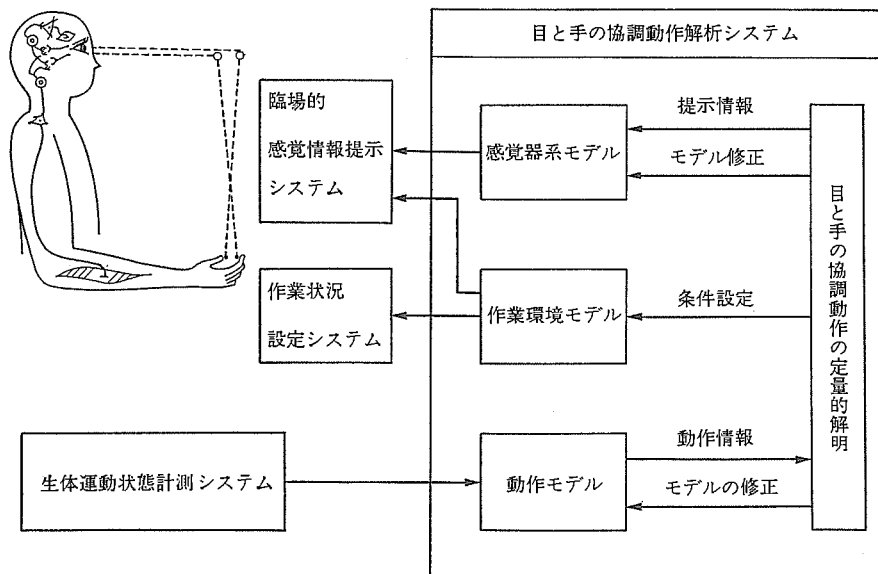 目と手の協調動作解析システム
臨場的
感覚情報提示
システム
感覚器系モデル
提示情報
モデル修正
作業状況
設定システム
作業環境モデル
条件設定
目と手の協調動作の定量的解明
生体運動状態計測システム
動作モデル
動作情報
モデルの修正